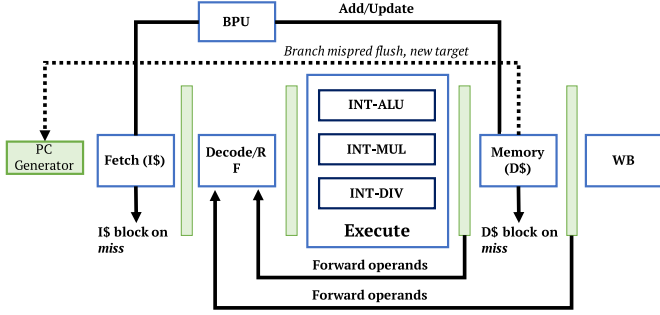 Add/Update
BPU
Branch mispred flush, new target
INT-ALU
PC
Generator
Fetch (I$)
Decode/R
F
INT-MUL
Memory
(D$)
WB
INT-DIV
I$ block on
miss
Execute
D$ block on
miss
Forward operands
Forward operands